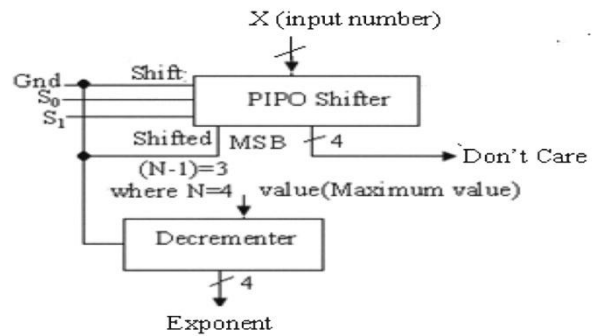 X (input number)
Gnd
Shift
S₀
S₁
PIPO Shifter
Shifted
MSB
4
Don't Care
(N-1)=3
where N=4
value(Maximum value)
Decrementer
4
Exponent